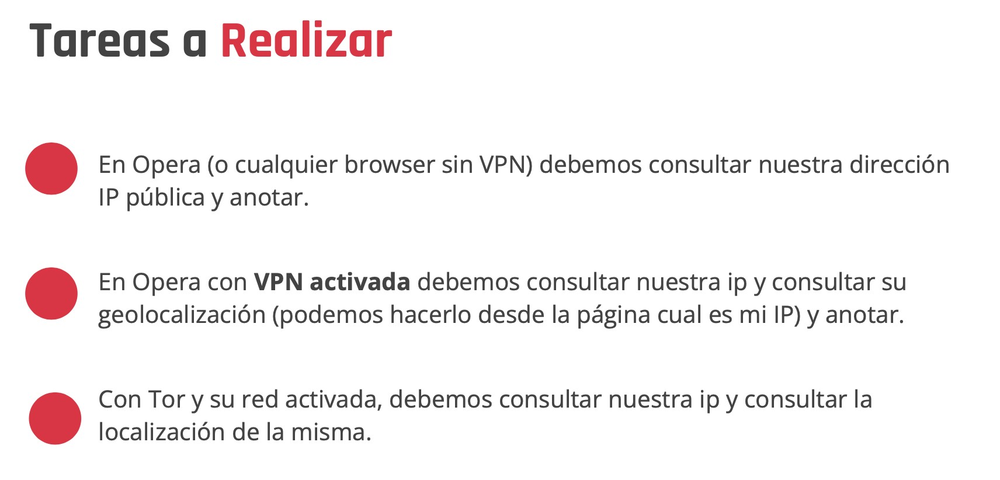 Tareas a Realizar
En Opera (o cualquier browser sin VPN) debemos consultar nuestra dirección
IP pública y anotar.
En Opera con VPN activada debemos consultar nuestra ip y consultar su
geolocalización (podemos hacerlo desde la página cual es mi IP) y anotar.
Con Tor y su red activada, debemos consultar nuestra ip y consultar la
localización de la misma.